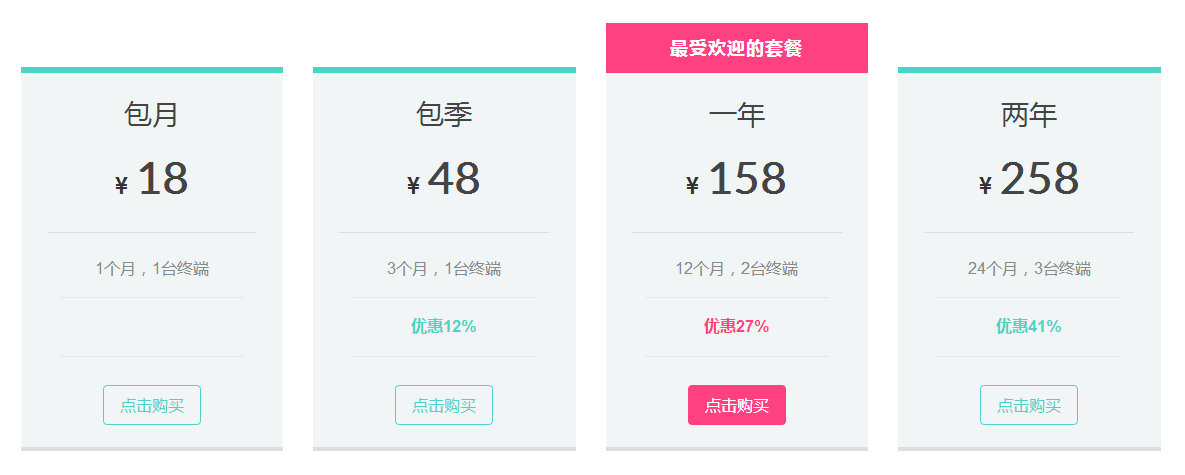 最受欢迎的套餐
包月
¥ 18
1个月，1台终端
点击购买
包季
¥ 48
3个月，1台终端
优惠12%
点击购买
一年
¥ 158
12个月，2台终端
优惠27%
点击购买
两年
¥ 258
24个月，3台终端
优惠41%
点击购买